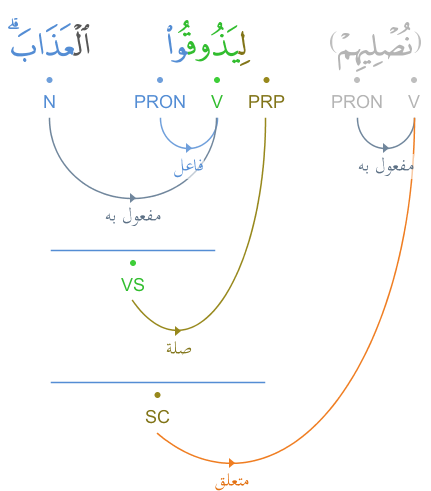 (نُصْلِيهِمْ) لِيَذُوقُوا۟ ٱلْعَذَابَ ۗ
V PRON PRP V PRON N
مفعول به فاعل
مفعول به
VS
صلة
SC
متعلق